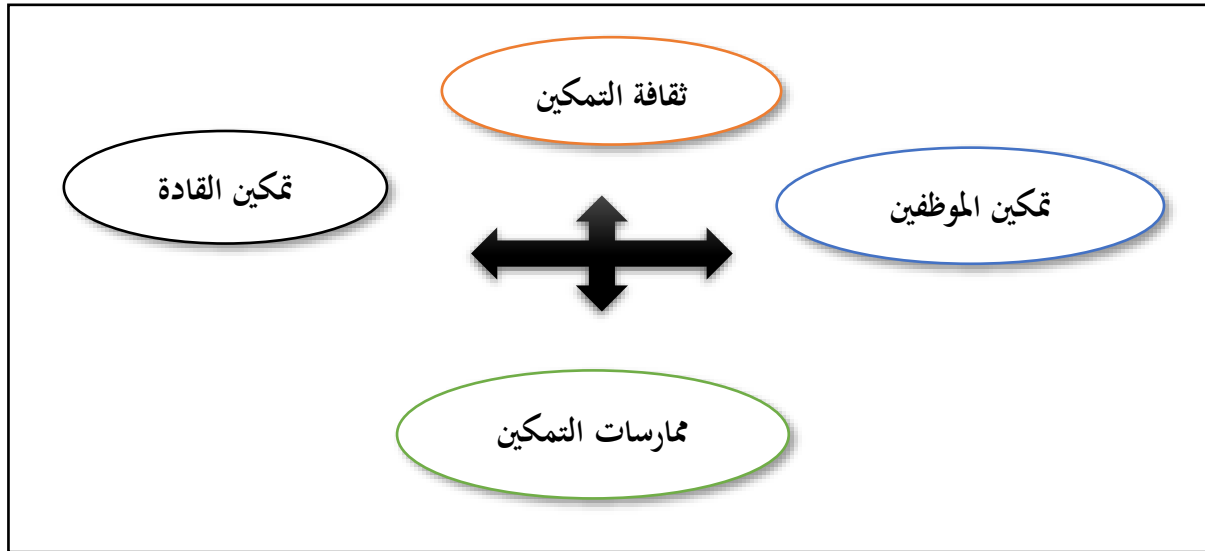 ثقافة التمكين
تمكين الموظفين
تمكين القادة
ممارسات التمكين